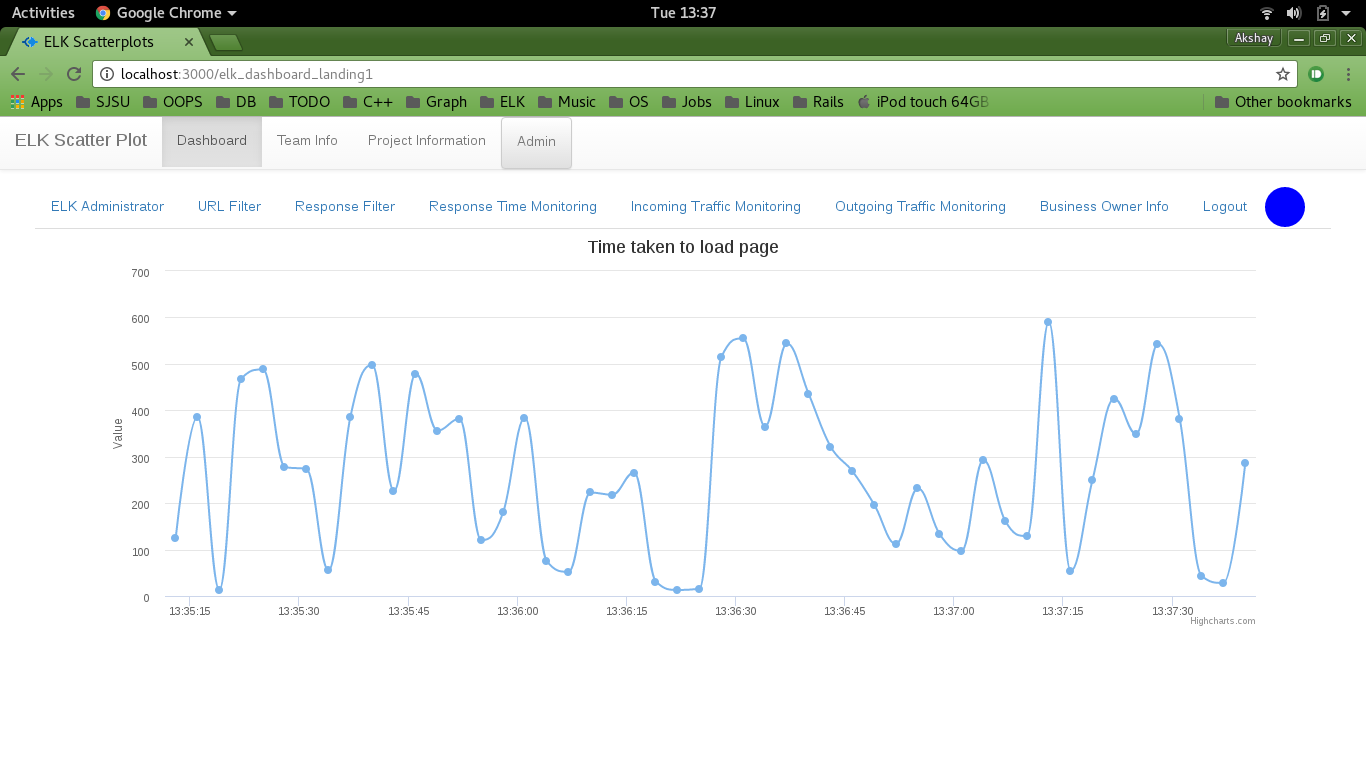 Activities Google Chrome Tue 13:37
ELK Scatterplots Akshay
localhost:3000/elk_dashboard_landing1
Apps SJSU OOPS DB TODO C++ Graph ELK Music OS Jobs Linux Rails iPod touch 64GB Other bookmarks
ELK Scatter Plot Dashboard Team Info Project Information Admin
ELK Administrator URL Filter Response Filter Response Time Monitoring Incoming Traffic Monitoring Outgoing Traffic Monitoring Business Owner Info Logout
Time taken to load page
700
600
500
400
Value
300
200
100
0
13:35:15 13:35:30 13:35:45 13:36:00 13:36:15 13:36:30 13:36:45 13:37:00 13:37:15 13:37:30
Highcharts.com